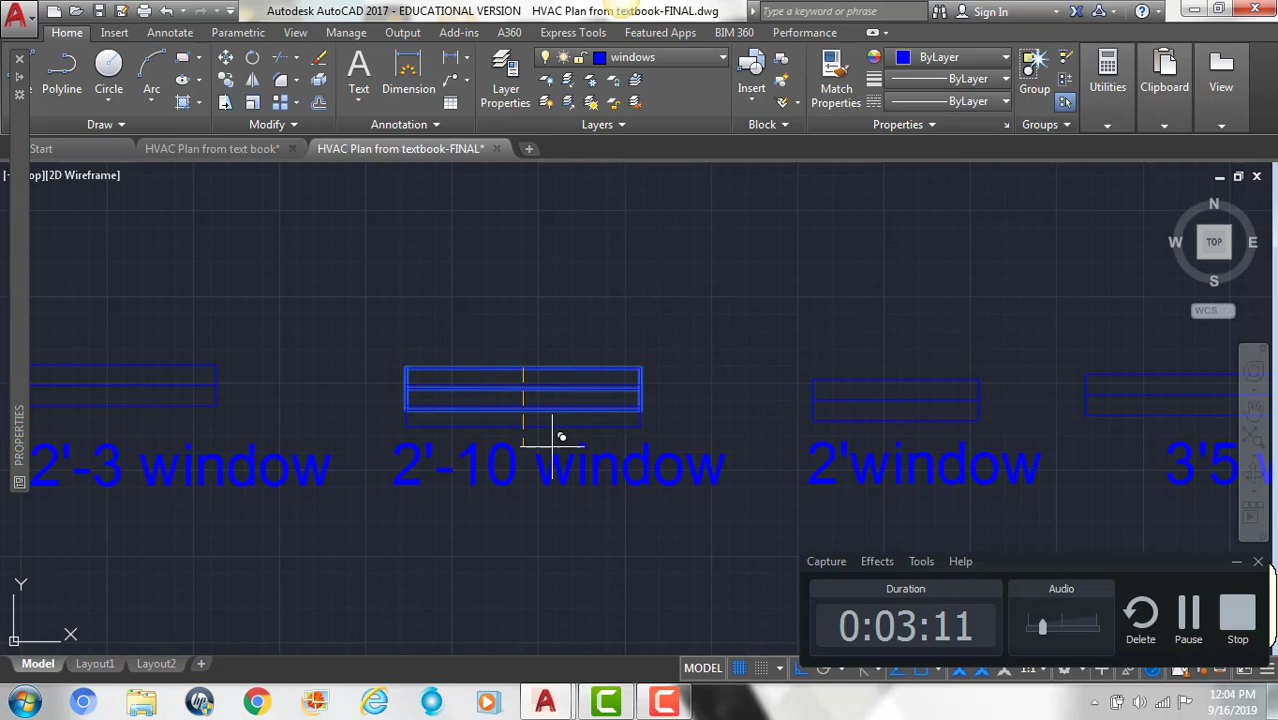 Autodesk AutoCAD 2017 - EDUCATIONAL VERSION HVAC Plan from textbook-FINAL.dwg
Type a keyword or phrase
Sign In
Home Insert Annotate Parametric View Manage Output Add-ins A360 Express Tools Featured Apps BIM 360 Performance
windows
ByLayer
ByLayer
ByLayer
Polyline Circle Arc
Text Dimension
Layer Properties
Insert
Match Properties
Group
Utilities Clipboard View
Draw Modify Annotation Layers Block Properties Groups
Start HVAC Plan from text book* HVAC Plan from textbook-FINAL*
[2D Wireframe]
N
W TOP E
S
WCS
PROPERTIES
2'-3 window 2'-10 window 2'window 3'5
Capture Effects Tools Help
Duration Audio
0:03:11
Delete Pause Stop
Y
X
Model Layout1 Layout2
MODEL
1:1
12:04 PM
9/16/2019